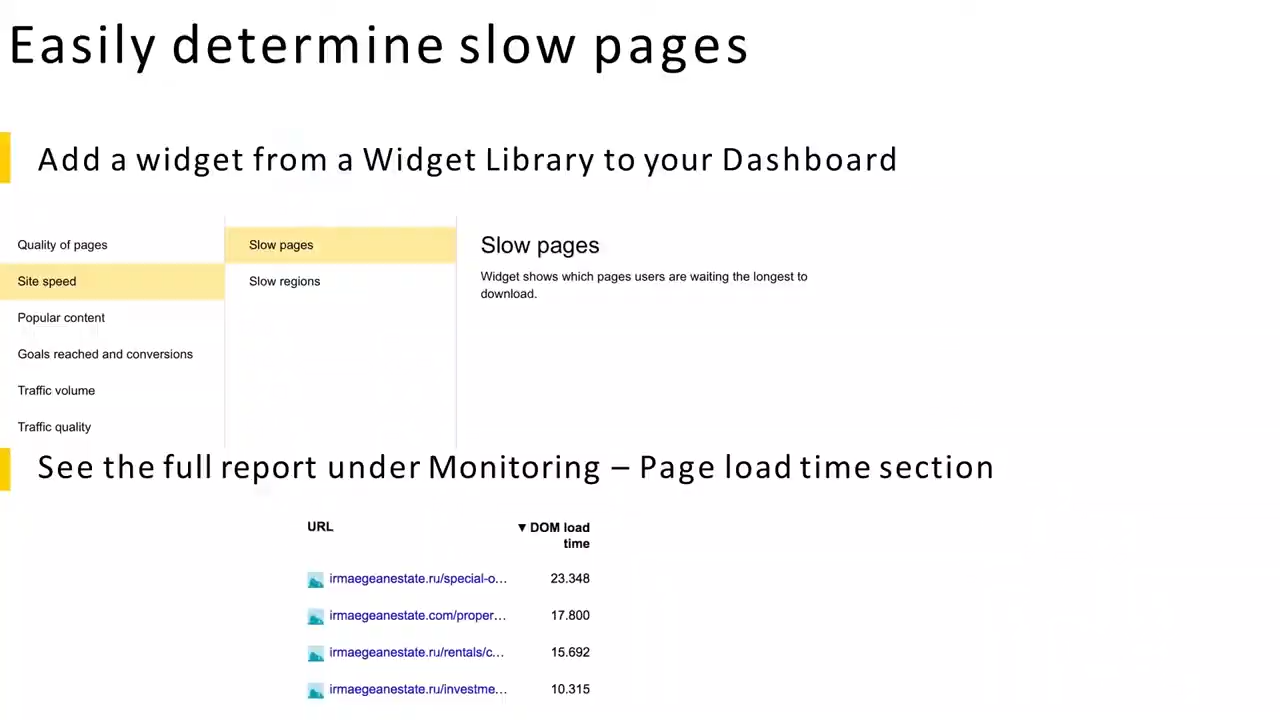 Easily determine slow pages
Add a widget from a Widget Library to your Dashboard
Quality of pages
Site speed
Popular content
Goals reached and conversions
Traffic volume
Traffic quality
Slow pages
Slow regions
Slow pages
Widget shows which pages users are waiting the longest to
download.
See the full report under Monitoring – Page load time section
URL ▼ DOM load
time
irmaegeanestate.ru/special-o... 23.348
irmaegeanestate.com/proper... 17.800
irmaegeanestate.ru/rentals/c... 15.692
irmaegeanestate.ru/investme... 10.315